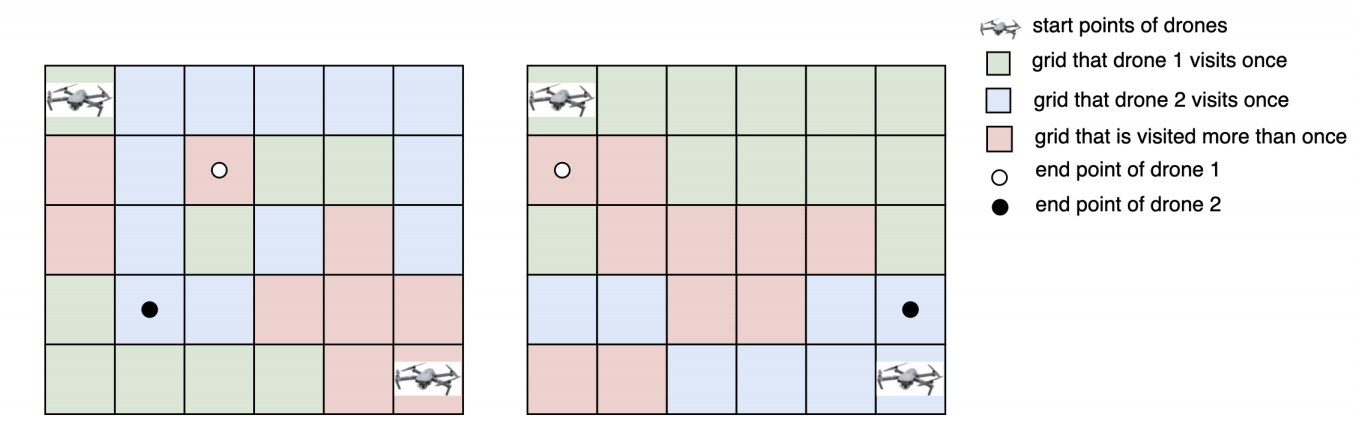 start points of drones
grid that drone 1 visits once
grid that drone 2 visits once
grid that is visited more than once
end point of drone 1
end point of drone 2